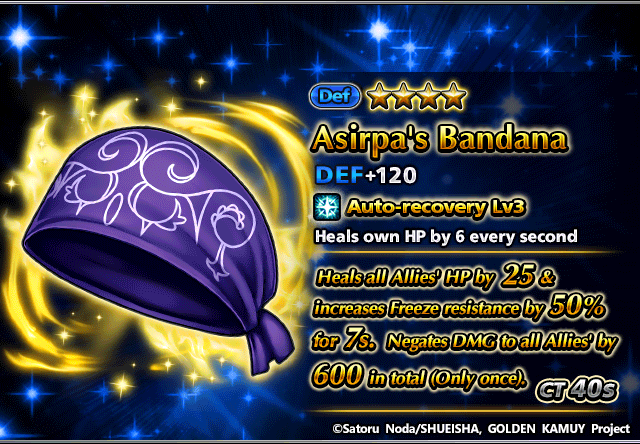 Def
Asirpa's Bandana
DEF+120
Auto-recovery Lv3
Heals own HP by 6 every second
Heals all Allies' HP by 25 &
increases Freeze resistance by 50%
for 7s. Negates DMG to all Allies' by
600 in total (Only once).
CT 40s
©Satoru Noda/SHUEISHA, GOLDEN KAMUY Project